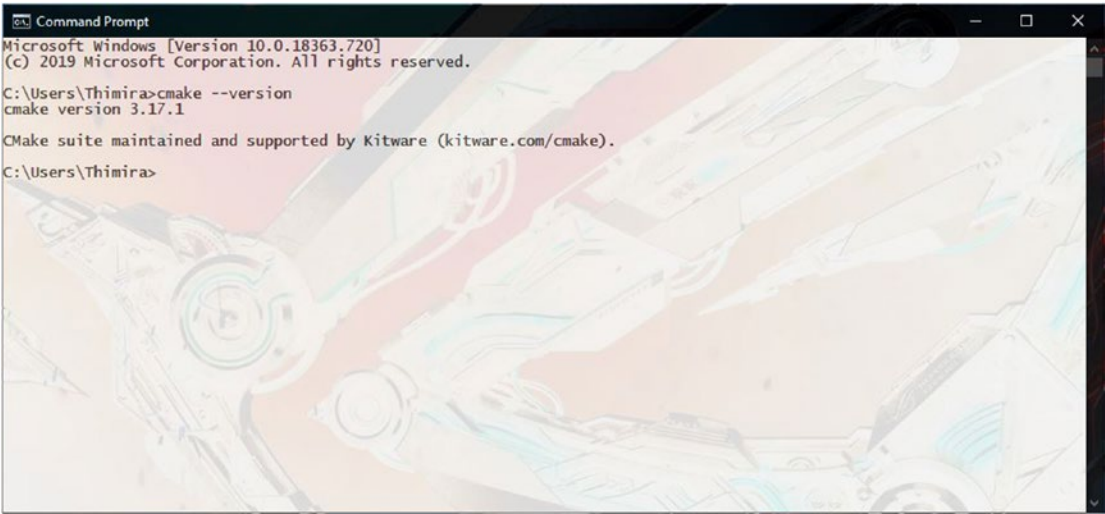 Command Prompt
Microsoft Windows [Version 10.0.18363.720]
(c) 2019 Microsoft Corporation. All rights reserved.
C:\Users\Thimira>cmake --version
cmake version 3.17.1
CMake suite maintained and supported by Kitware (kitware.com/cmake).
C:\Users\Thimira>